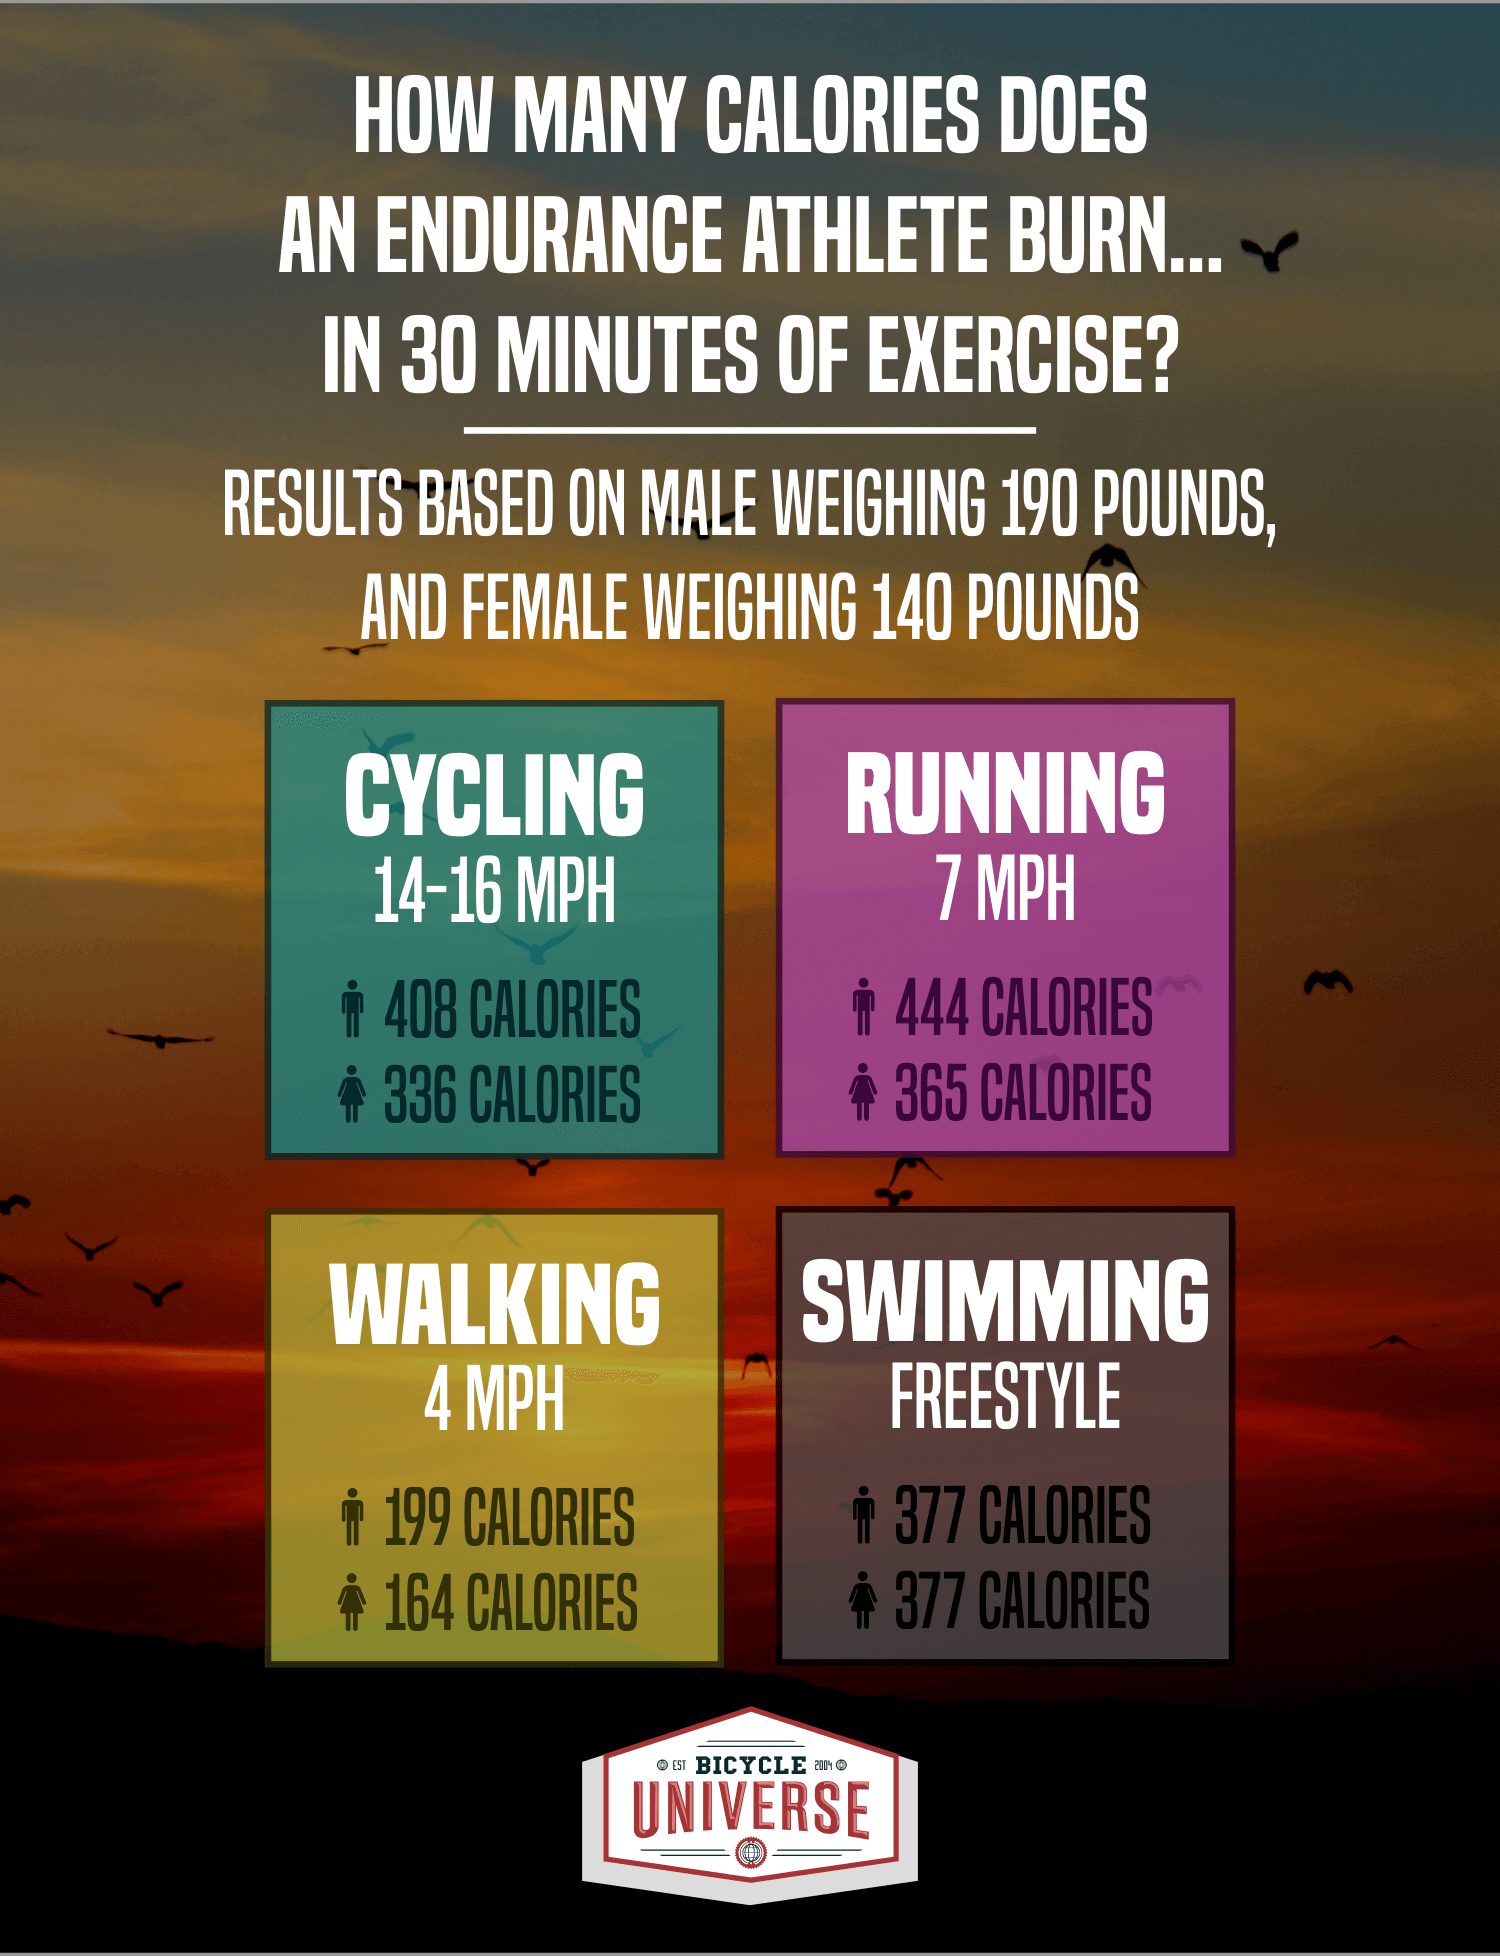 HOW MANY CALORIES DOES
AN ENDURANCE ATHLETE BURN...
IN 30 MINUTES OF EXERCISE?
RESULTS BASED ON MALE WEIGHING 190 POUNDS,
AND FEMALE WEIGHING 140 POUNDS
CYCLING
14-16 MPH
408 CALORIES
336 CALORIES
RUNNING
7 MPH
444 CALORIES
365 CALORIES
WALKING
4 MPH
199 CALORIES
164 CALORIES
SWIMMING
FREESTYLE
377 CALORIES
377 CALORIES
EST BICYCLE 2004
UNIVERSE